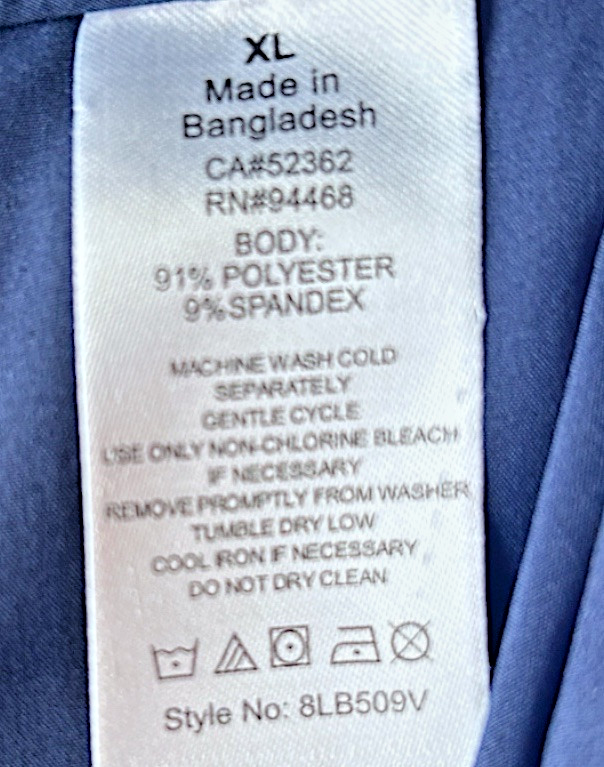 XL
Made in
Bangladesh
CA#52362
RN#94468
BODY:
91% POLYESTER
9%SPANDEX
MACHINE WASH COLD
SEPARATELY
GENTLE CYCLE
USE ONLY NON-CHLORINE BLEACH
IF NECESSARY
REMOVE PROMPTLY FROM WASHER
TUMBLE DRY LOW
COOL IRON IF NECESSARY
DO NOT DRY CLEAN
Style No: 8LB509V